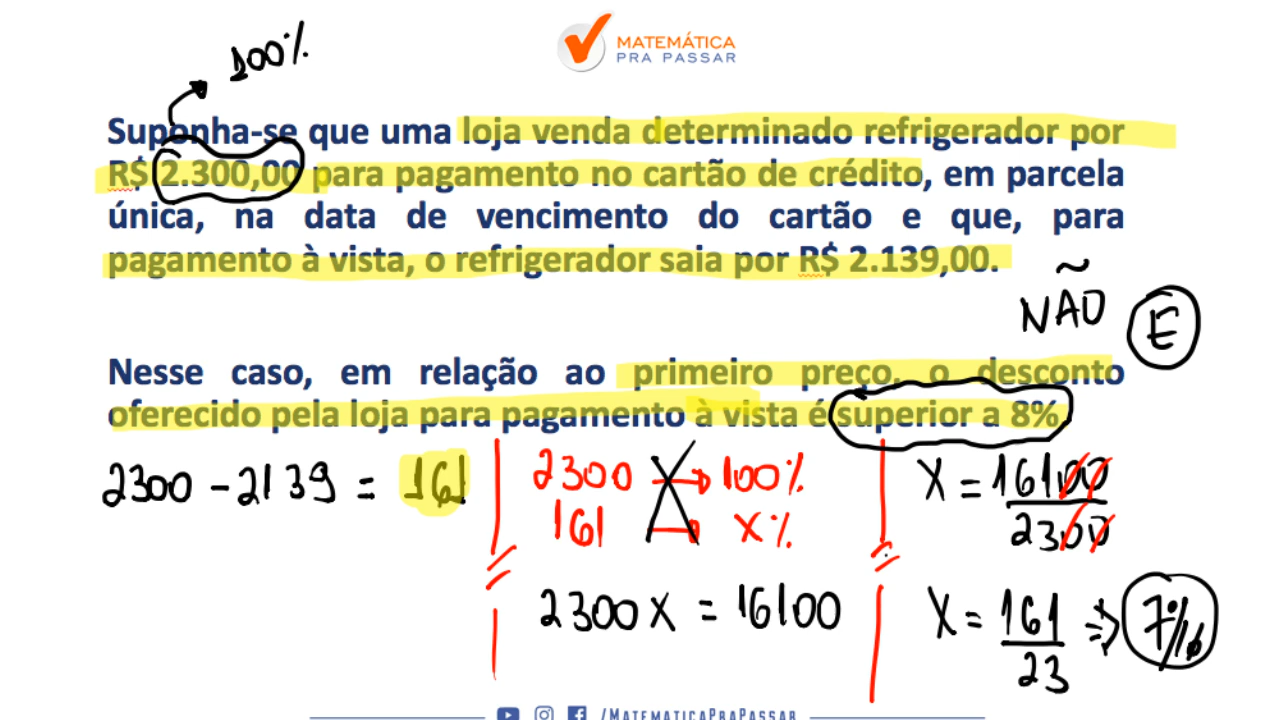 100%
MATEMÁTICA
PRA PASSAR
Suponha-se que uma loja venda determinado refrigerador por
R$ 2.300,00 para pagamento no cartão de crédito, em parcela
única, na data de vencimento do cartão e que, para
pagamento à vista, o refrigerador saia por R$ 2.139,00.
NÃO E
Nesse caso, em relação ao primeiro preço, o desconto
oferecido pela loja para pagamento à vista é superior a 8%
2300 - 2139 = 161
2300 → 100%
161 → X%
2300X = 16100
X = 16100
2300
X = 161 => 7%
23
/MATEMATICAPRAPASSAR